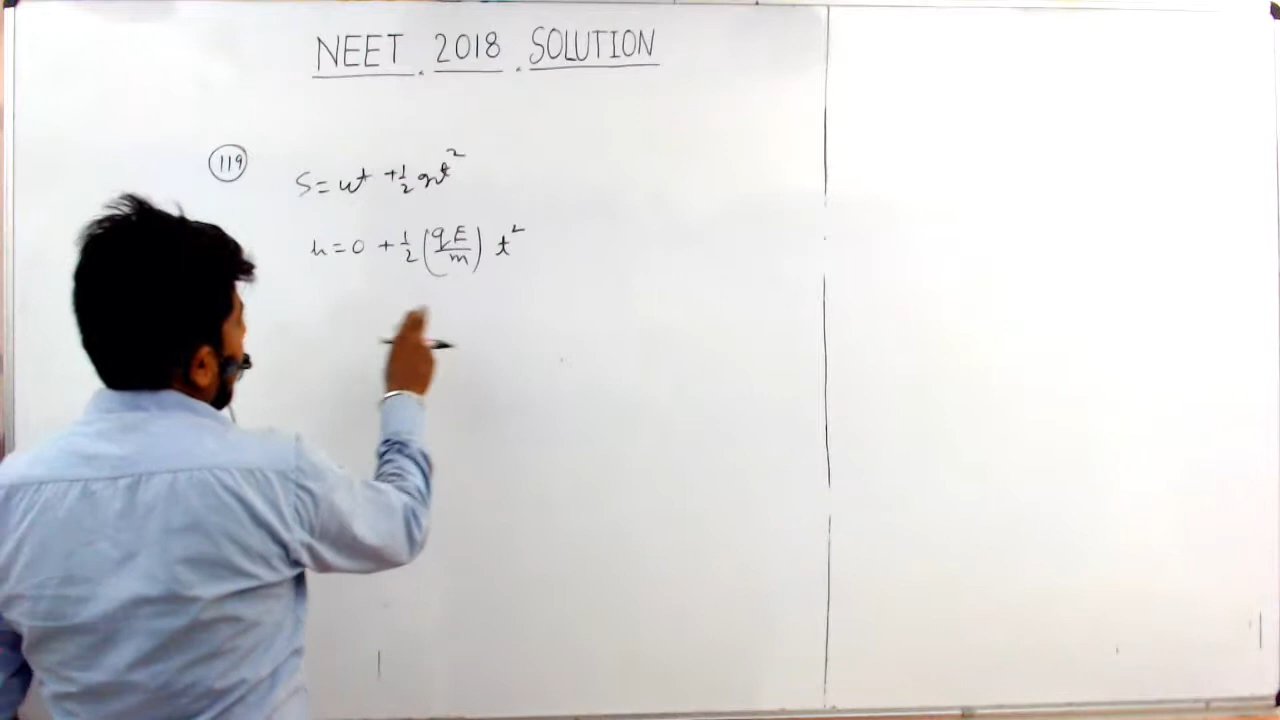 NEET . 2018 . SOLUTION
119
S = ut + 1/2 at²
h = 0 + 1/2 (qE/m) t²